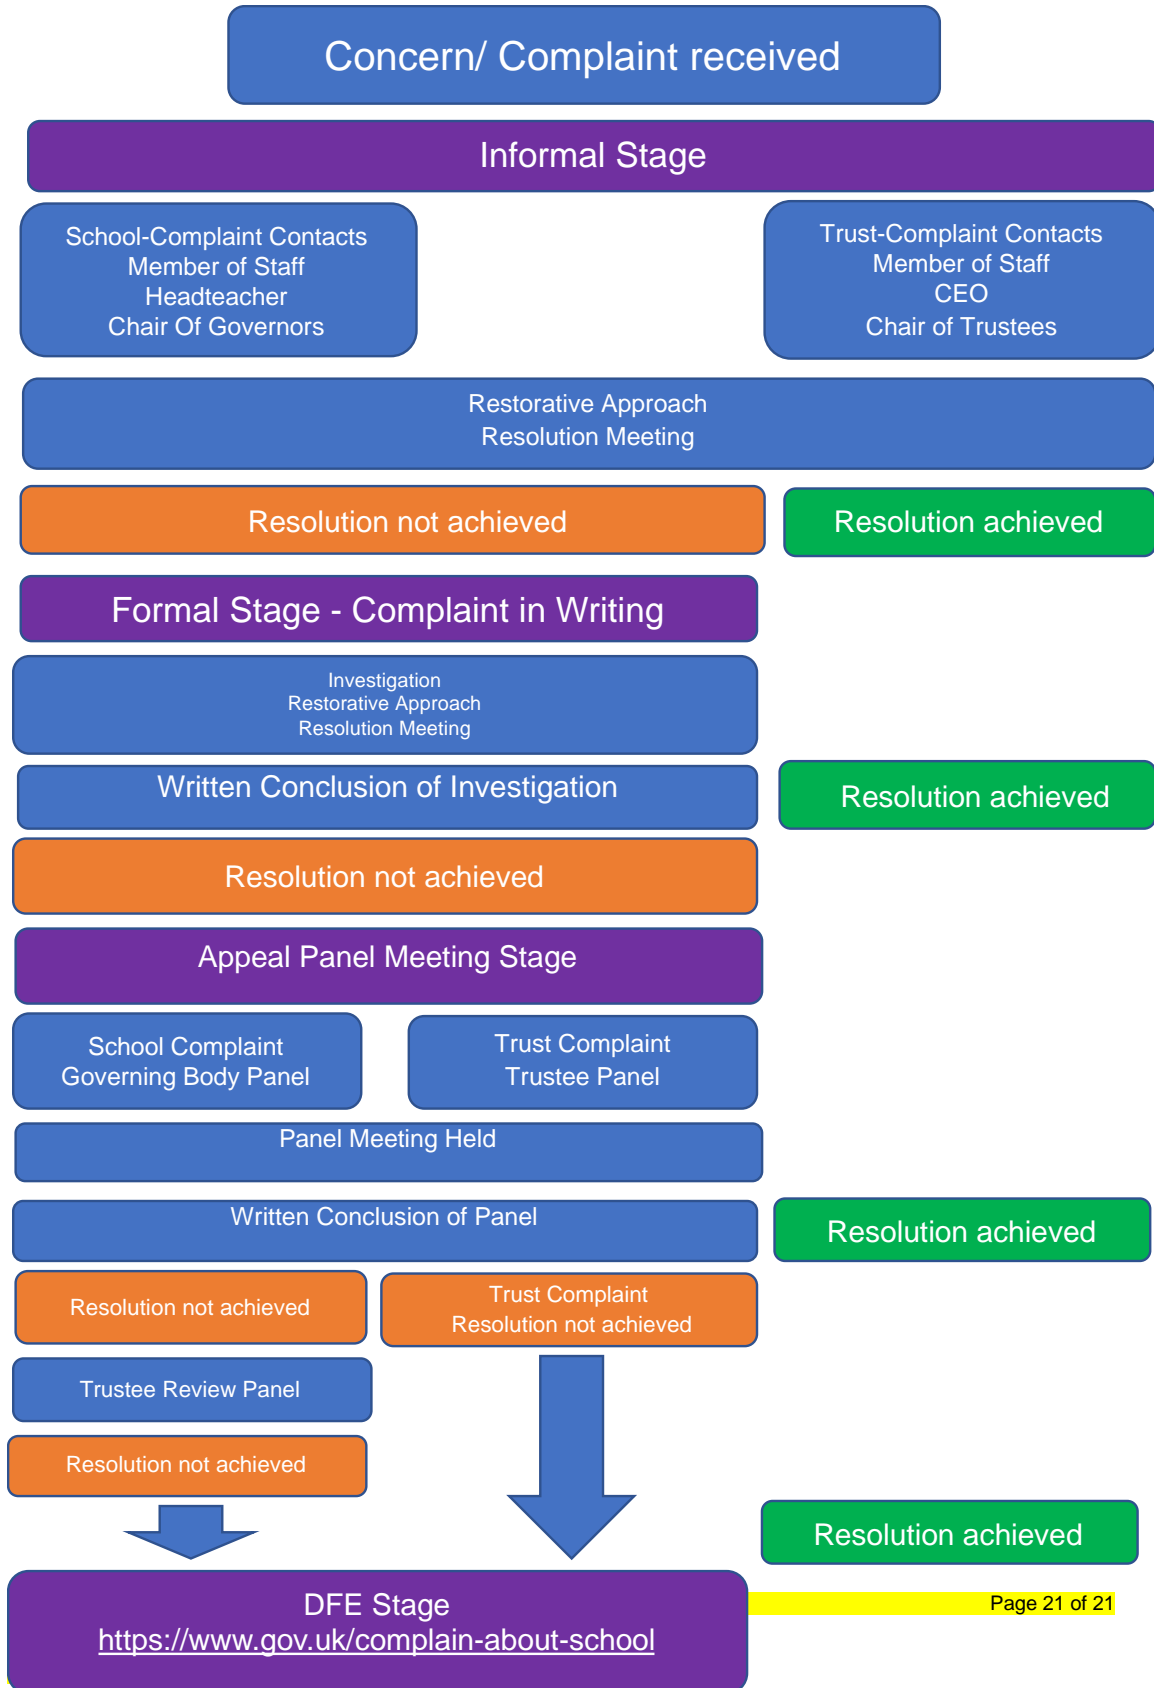 Concern/ Complaint received
Informal Stage
School-Complaint Contacts
Member of Staff
Headteacher
Chair Of Governors
Trust-Complaint Contacts
Member of Staff
CEO
Chair of Trustees
Restorative Approach
Resolution Meeting
Resolution not achieved
Resolution achieved
Formal Stage - Complaint in Writing
Investigation
Restorative Approach
Resolution Meeting
Written Conclusion of Investigation
Resolution achieved
Resolution not achieved
Appeal Panel Meeting Stage
School Complaint
Governing Body Panel
Trust Complaint
Trustee Panel
Panel Meeting Held
Written Conclusion of Panel
Resolution achieved
Resolution not achieved
Trust Complaint
Resolution not achieved
Trustee Review Panel
Resolution not achieved
Resolution achieved
DFE Stage
https://www.gov.uk/complain-about-school
Page 21 of 21